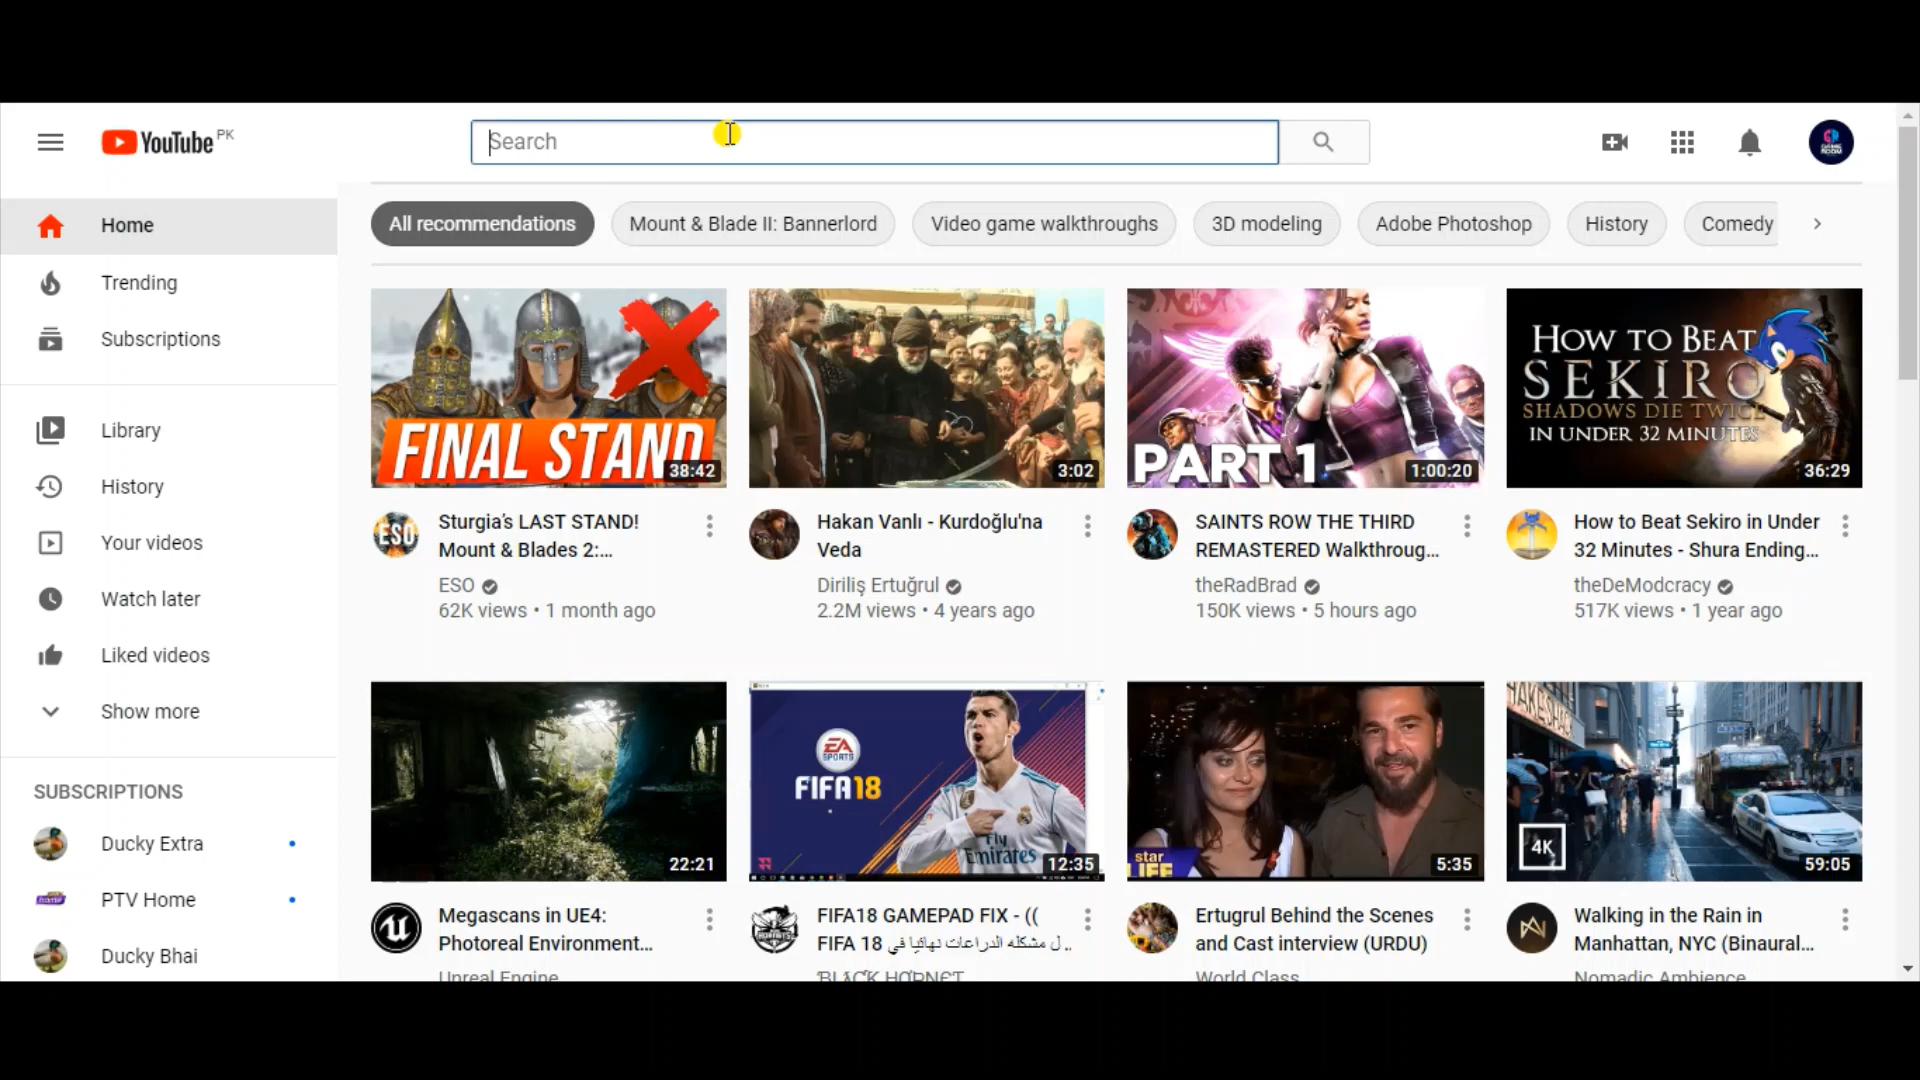 YouTube PK
Search
Home
Trending
Subscriptions
Library
History
Your videos
Watch later
Liked videos
Show more
SUBSCRIPTIONS
Ducky Extra
PTV Home
Ducky Bhai
All recommendations
Mount & Blade II: Bannerlord
Video game walkthroughs
3D modeling
Adobe Photoshop
History
Comedy
FINAL STAND
38:42
ESO
Sturgia's LAST STAND!
Mount & Blades 2:...
ESO
62K views • 1 month ago
3:02
Hakan Vanlı - Kurdoğlu'na
Veda
Diriliş Ertuğrul
2.2M views • 4 years ago
PART 1
1:00:20
SAINTS ROW THE THIRD
REMASTERED Walkthroug...
theRadBrad
150K views • 5 hours ago
HOW TO BEAT
SEKIRO
SHADOWS DIE TWICE
IN UNDER 32 MINUTES
36:29
How to Beat Sekiro in Under
32 Minutes - Shura Ending...
theDeModcracy
517K views • 1 year ago
22:21
Megascans in UE4:
Photoreal Environment...
Unreal Engine
EA
SPORTS
FIFA18
Fly
Emirates
12:35
FIFA18 GAMEPAD FIX - ((
FIFA 18 ل مشكله الدراعات نهائيا في ..
BLACK HORNET
star
LIFE
5:35
Ertugrul Behind the Scenes
and Cast interview (URDU)
World Class
4K
59:05
Walking in the Rain in
Manhattan, NYC (Binaural...
Nomadic Ambience